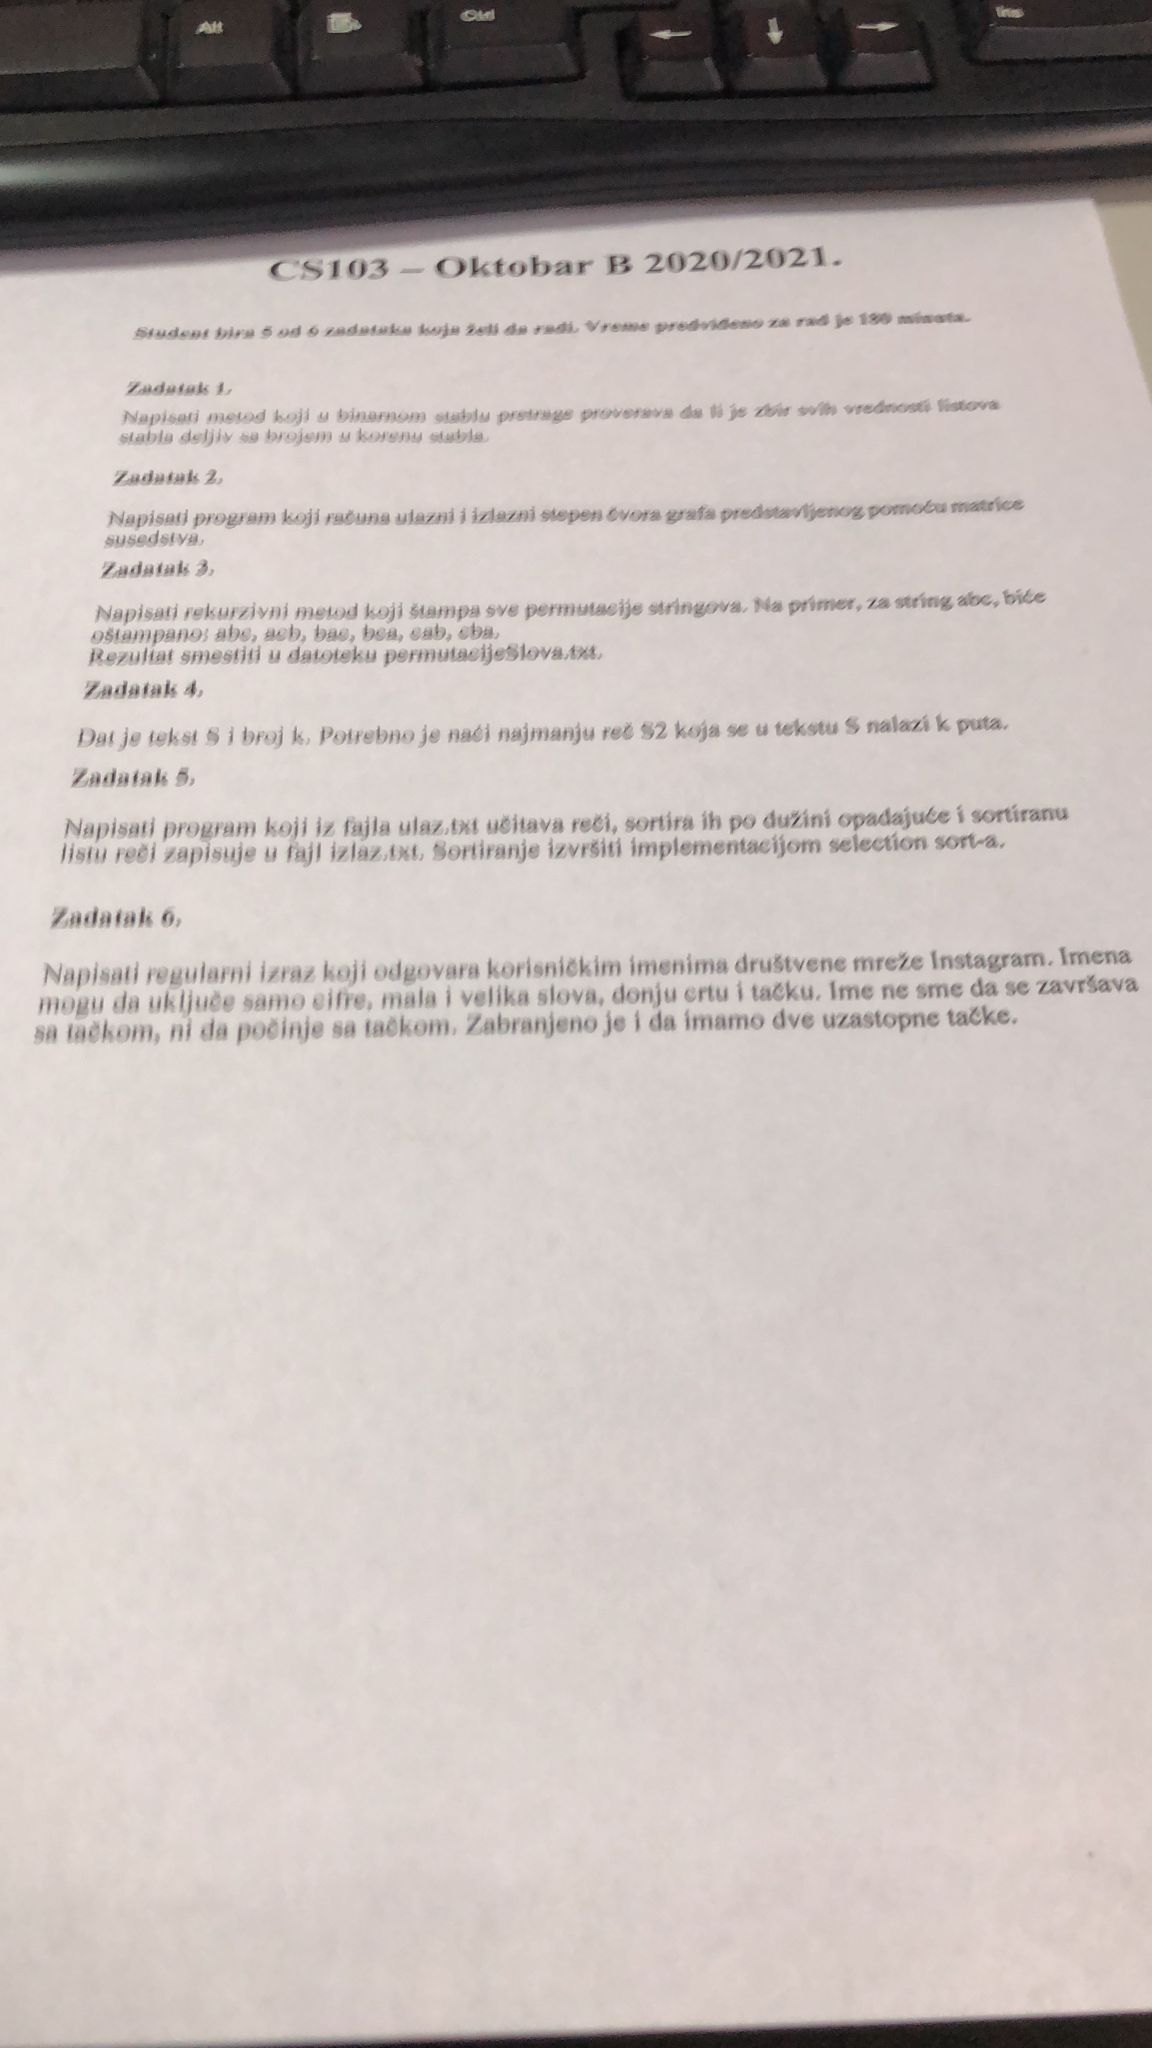 Alt
Ctrl
←
↓
→
Ins
CS103 – Oktobar B 2020/2021.
Student bira 5 od 6 zadataka koja želi da radi. Vreme predviđeno za rad je 180 minuta.
Zadatak 1.
Napisati metod koji u binarnom stablu pretrage proverava da li je zbir svih vrednosti listova
stabla deljiv sa brojem u korenu stabla.
Zadatak 2.
Napisati program koji računa ulazni i izlazni stepen čvora grafa predstavljenog pomoću matrice
susedstva.
Zadatak 3.
Napisati rekurzivni metod koji štampa sve permutacije stringova. Na primer, za string abc, biće
oštampano: abc, acb, bac, bca, cab, cba.
Rezultat smestiti u datoteku permutacijeSlova.txt.
Zadatak 4.
Dat je tekst S i broj k. Potrebno je naći najmanju reč S2 koja se u tekstu S nalazi k puta.
Zadatak 5.
Napisati program koji iz fajla ulaz.txt učitava reči, sortira ih po dužini opadajuće i sortiranu
listu reči zapisuje u fajl izlaz.txt. Sortiranje izvršiti implementacijom selection sort-a.
Zadatak 6.
Napisati regularni izraz koji odgovara korisničkim imenima društvene mreže Instagram. Imena
mogu da uključe samo cifre, mala i velika slova, donju crtu i tačku. Ime ne sme da se završava
sa tačkom, ni da počinje sa tačkom. Zabranjeno je i da imamo dve uzastopne tačke.